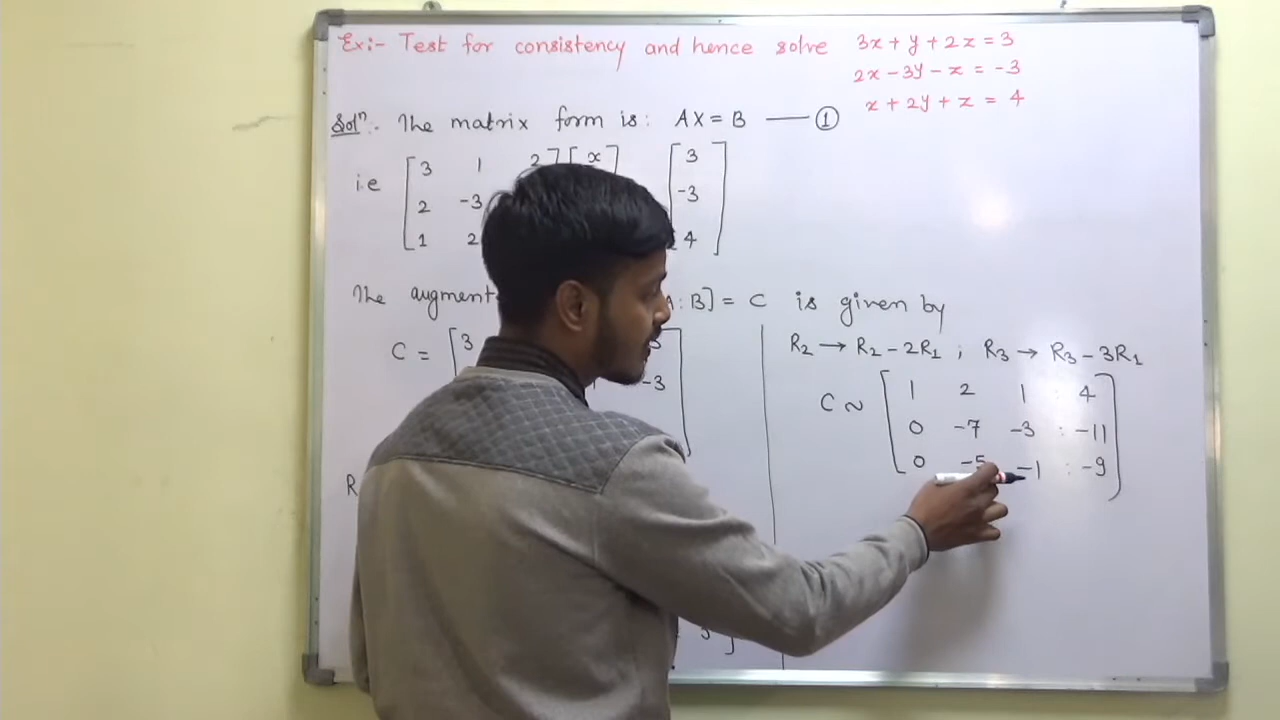 Ex:- Test for consistency and hence solve 3x + y + 2z = 3
2x - 3y - z = -3
x + 2y + z = 4
Solⁿ:- The matrix form is: AX = B —— ①
i.e [ 3 1 2 ] [ x ] [ 3 ]
2 -3 -3
1 2 4
The augment : B] = C is given by
C = [ 3 3 ]
-3
R
3 ]
R₂ → R₂ - 2R₁ ; R₃ → R₃ - 3R₁
C ~ [ 1 2 1 : 4 ]
0 -7 -3 : -11
0 -5 -1 : -9